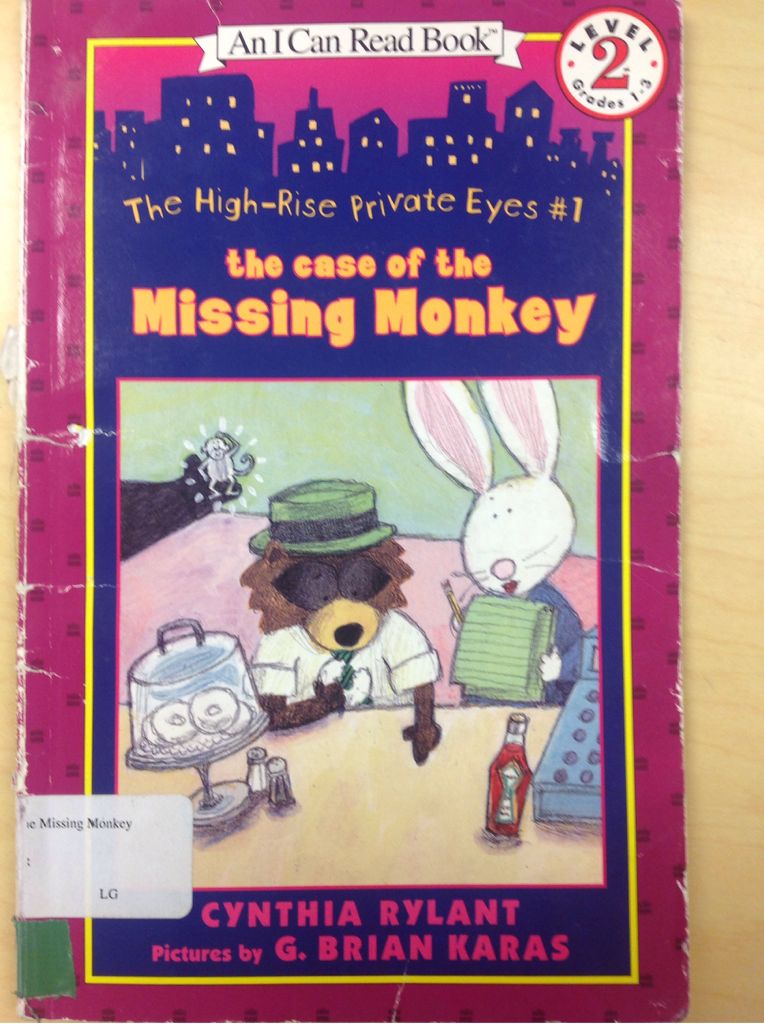 An I Can Read Book™
LEVEL
2
Grades 1-3
The High-Rise Private Eyes #1
the case of the
Missing Monkey
e Missing Monkey
:
LG
CYNTHIA RYLANT
Pictures by G. BRIAN KARAS